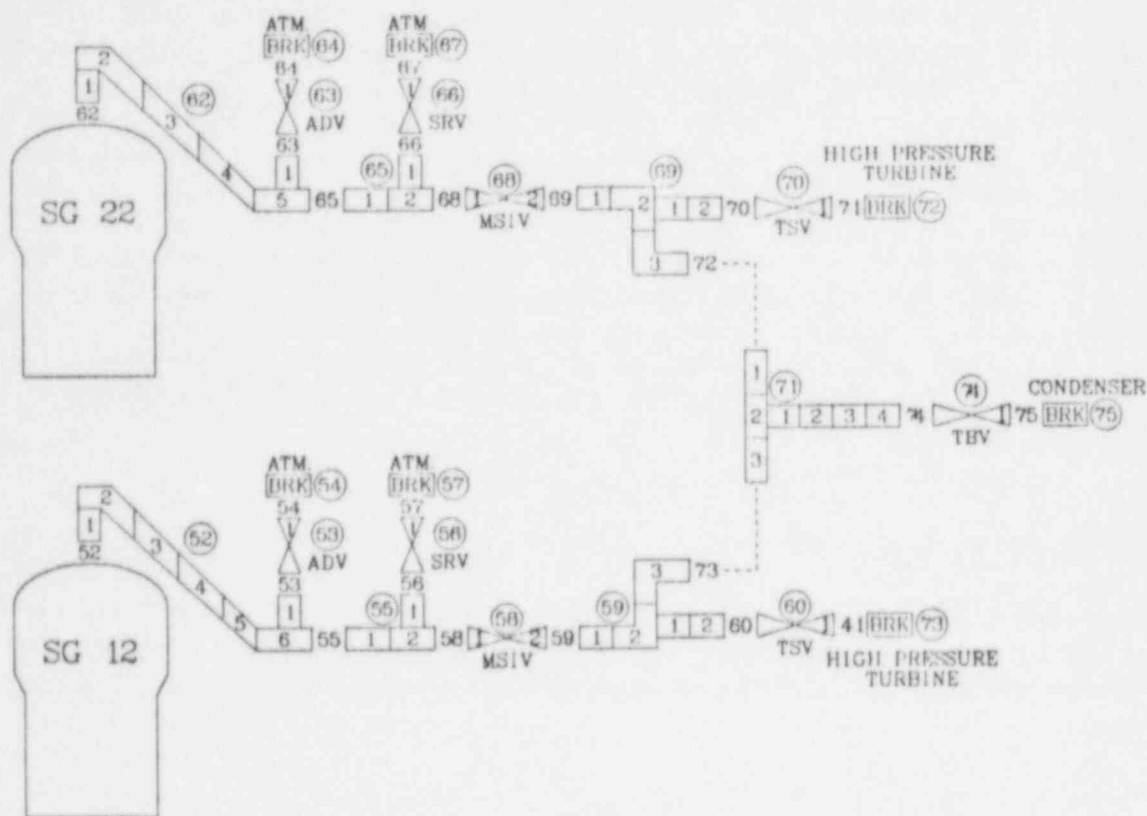 ATM ATM
[BRK] (64) [BRK] (67)
64 67
2
1 1 1
62 (62) (63) (66)
3 ADV SRV
63 66
4 HIGH PRESSURE
TURBINE
1 (65) 1 (68) (69) (70)
SG 22 5 65 1 2 68 1 2 69 1 2 1 2 70 71 [BRK] (72)
MSIV TSV
3 72
1 (71) (74) CONDENSER
2 1 2 3 4 74 75 [BRK] (75)
TBV
3
ATM ATM
[BRK] (54) [BRK] (57)
54 57
2
1 1 1
52 3 (52) (53) (56)
ADV SRV
4 53 56 3 73
5 1 (55) 1 (58) (59) (60)
SG 12 6 55 1 2 58 1 2 59 1 2 1 2 60 41 [BRK] (73)
MSIV TSV
HIGH PRESSURE
TURBINE